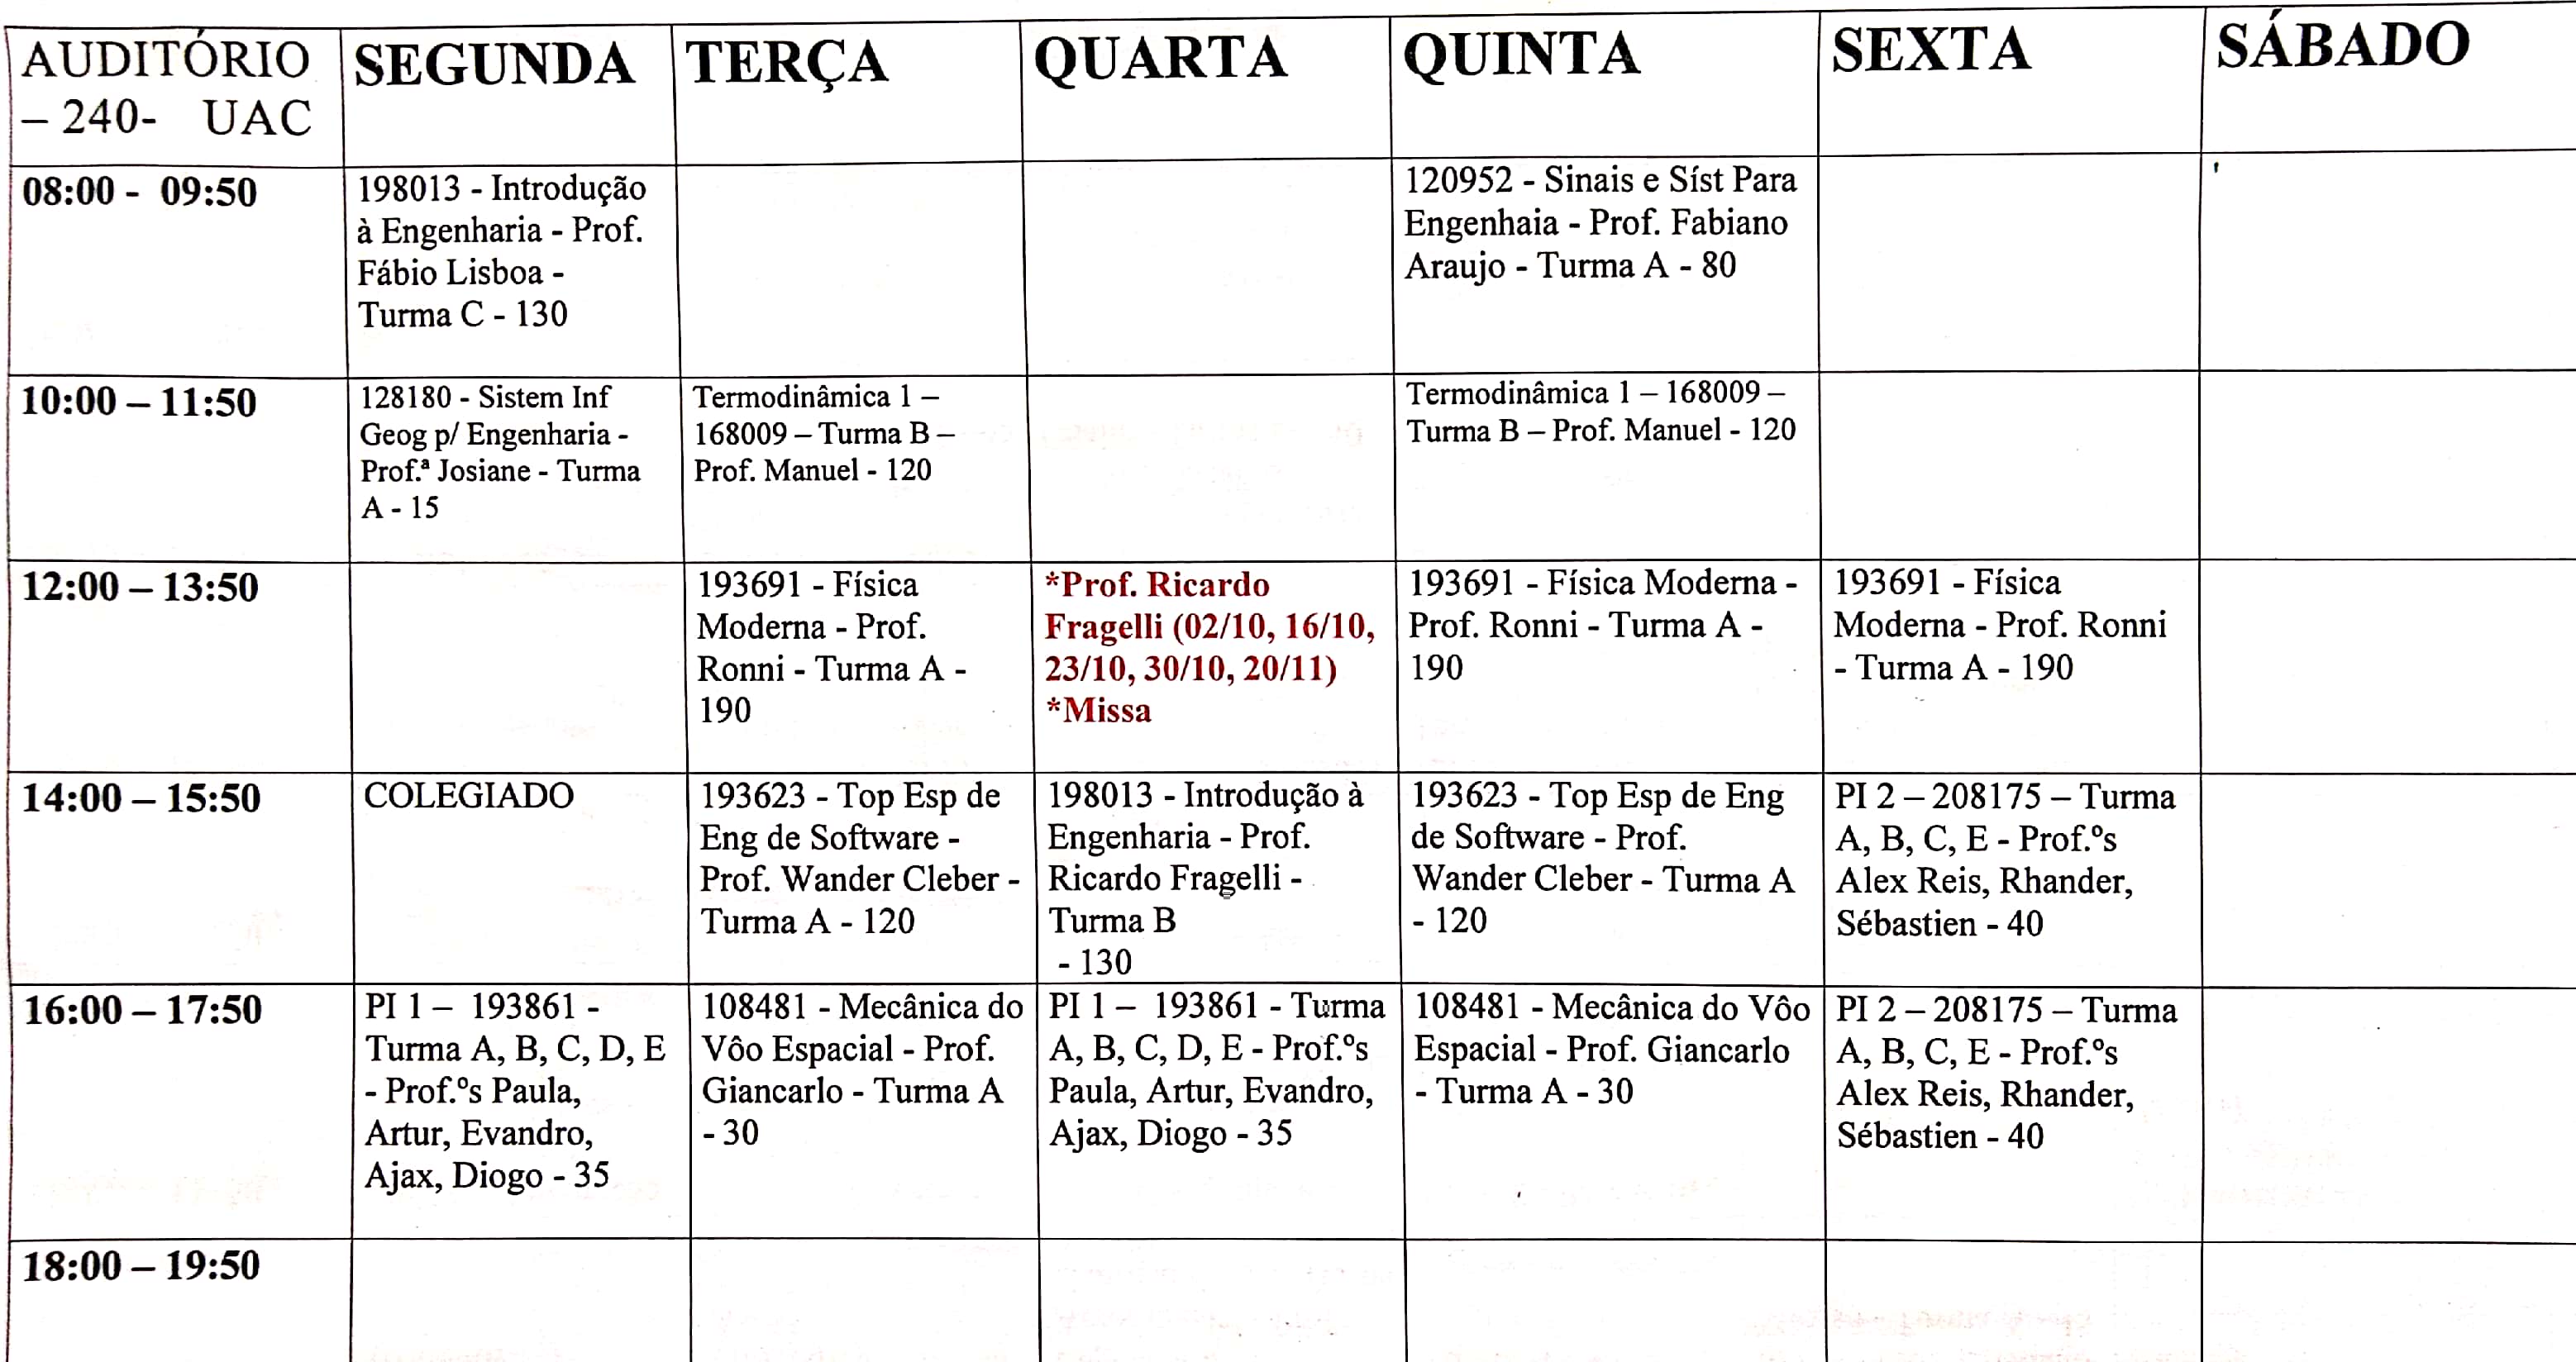 AUDITÓRIO
– 240- UAC
SEGUNDA
TERÇA
QUARTA
QUINTA
SEXTA
SÁBADO
08:00 - 09:50
198013 - Introdução
à Engenharia - Prof.
Fábio Lisboa -
Turma C - 130
120952 - Sinais e Síst Para
Engenhaia - Prof. Fabiano
Araujo - Turma A - 80
10:00 – 11:50
128180 - Sistem Inf
Geog p/ Engenharia -
Prof.ª Josiane - Turma
A - 15
Termodinâmica 1 –
168009 – Turma B –
Prof. Manuel - 120
Termodinâmica 1 – 168009 –
Turma B – Prof. Manuel - 120
12:00 – 13:50
193691 - Física
Moderna - Prof.
Ronni - Turma A -
190
*Prof. Ricardo
Fragelli (02/10, 16/10,
23/10, 30/10, 20/11)
*Missa
193691 - Física Moderna -
Prof. Ronni - Turma A -
190
193691 - Física
Moderna - Prof. Ronni
- Turma A - 190
14:00 – 15:50
COLEGIADO
193623 - Top Esp de
Eng de Software -
Prof. Wander Cleber -
Turma A - 120
198013 - Introdução à
Engenharia - Prof.
Ricardo Fragelli -
Turma B
- 130
193623 - Top Esp de Eng
de Software - Prof.
Wander Cleber - Turma A
- 120
PI 2 – 208175 – Turma
A, B, C, E - Prof.ºs
Alex Reis, Rhander,
Sébastien - 40
16:00 – 17:50
PI 1 – 193861 -
Turma A, B, C, D, E
- Prof.ºs Paula,
Artur, Evandro,
Ajax, Diogo - 35
108481 - Mecânica do
Vôo Espacial - Prof.
Giancarlo - Turma A
- 30
PI 1 – 193861 - Turma
A, B, C, D, E - Prof.ºs
Paula, Artur, Evandro,
Ajax, Diogo - 35
108481 - Mecânica do Vôo
Espacial - Prof. Giancarlo
- Turma A - 30
PI 2 – 208175 – Turma
A, B, C, E - Prof.ºs
Alex Reis, Rhander,
Sébastien - 40
18:00 – 19:50